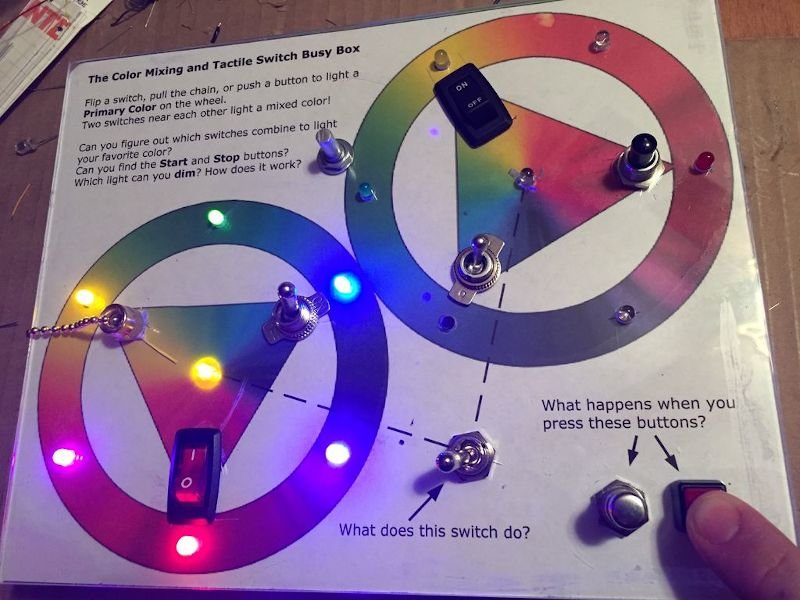 NTE
The Color Mixing and Tactile Switch Busy Box
Flip a switch, pull the chain, or push a button to light a
Primary Color on the wheel.
Two switches near each other light a mixed color!
Can you figure out which switches combine to light
your favorite color?
Can you find the Start and Stop buttons?
Which light can you dim? How does it work?
ON
OFF
What happens when you
press these buttons?
I
O
What does this switch do?